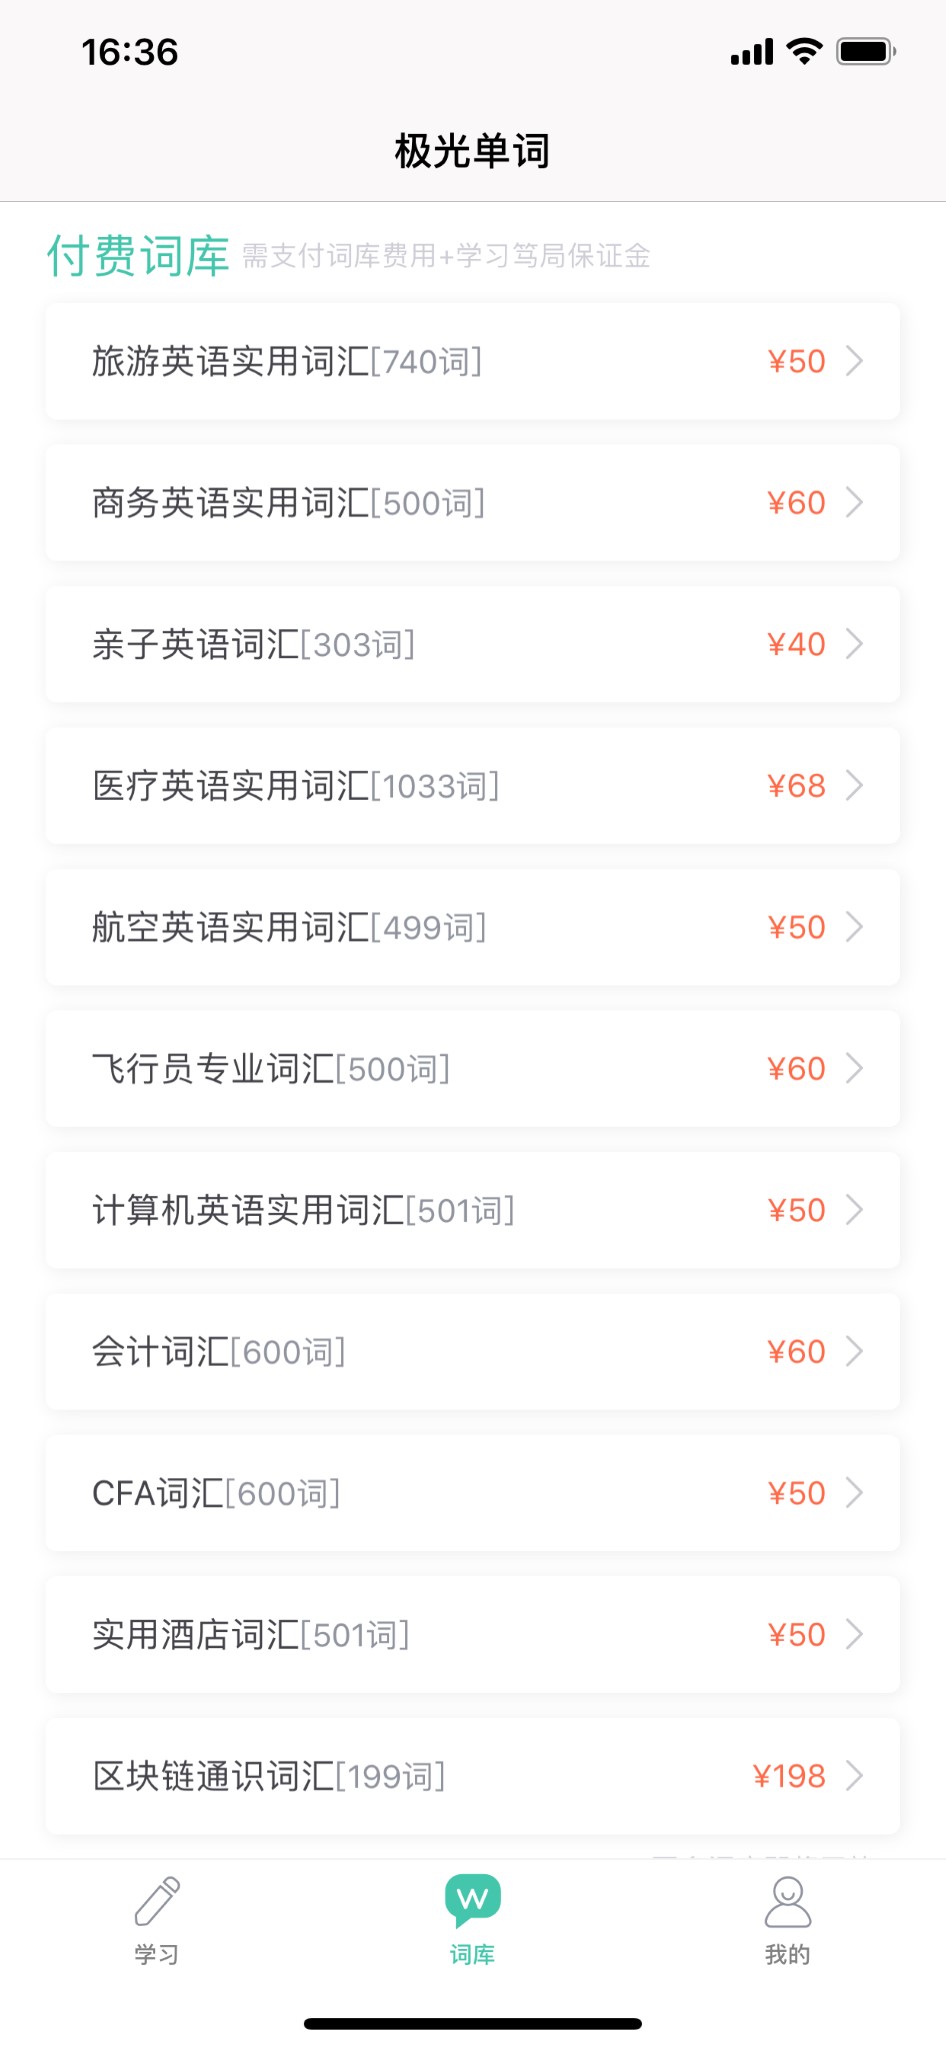 16:36
极光单词
付费词库 需支付词库费用+学习笃局保证金
旅游英语实用词汇[740词] ¥50
商务英语实用词汇[500词] ¥60
亲子英语词汇[303词] ¥40
医疗英语实用词汇[1033词] ¥68
航空英语实用词汇[499词] ¥50
飞行员专业词汇[500词] ¥60
计算机英语实用词汇[501词] ¥50
会计词汇[600词] ¥60
CFA词汇[600词] ¥50
实用酒店词汇[501词] ¥50
区块链通识词汇[199词] ¥198
学习 词库 我的